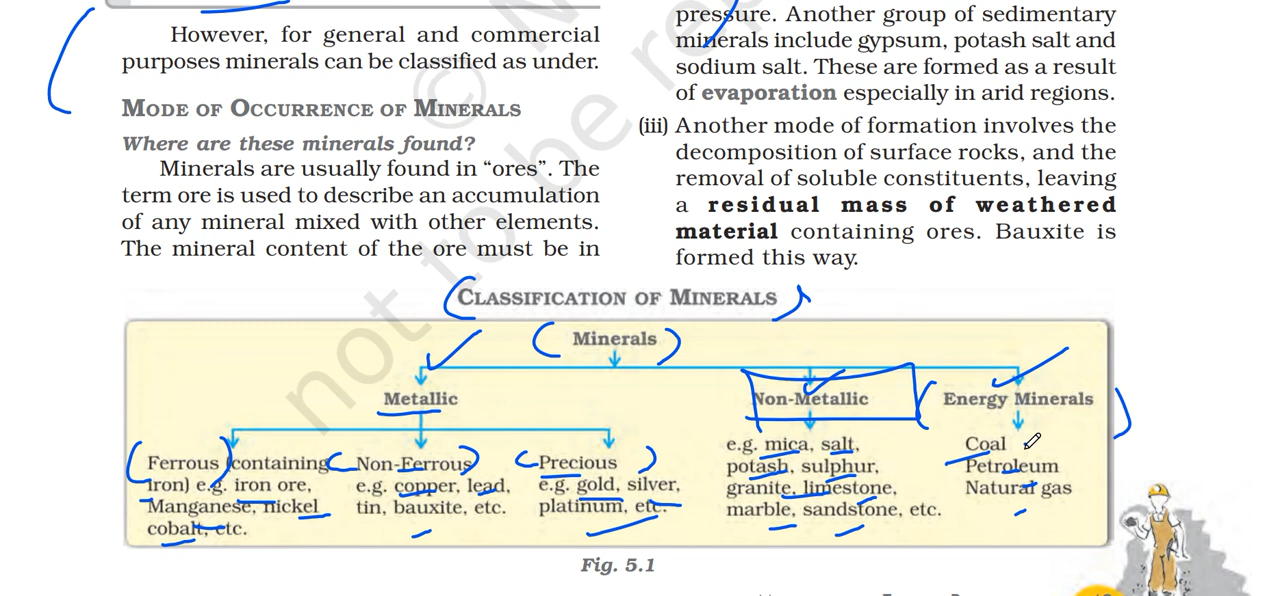 However, for general and commercial
purposes minerals can be classified as under.
MODE OF OCCURRENCE OF MINERALS
Where are these minerals found?
Minerals are usually found in “ores”. The
term ore is used to describe an accumulation
of any mineral mixed with other elements.
The mineral content of the ore must be in
pressure. Another group of sedimentary
minerals include gypsum, potash salt and
sodium salt. These are formed as a result
of evaporation especially in arid regions.
(iii) Another mode of formation involves the
decomposition of surface rocks, and the
removal of soluble constituents, leaving
a residual mass of weathered
material containing ores. Bauxite is
formed this way.
CLASSIFICATION OF MINERALS
Minerals
Metallic
Non-Metallic
Energy Minerals
Ferrous (containing
iron) e.g. iron ore,
Manganese, nickel
cobalt, etc.
Non-Ferrous
e.g. copper, lead,
tin, bauxite, etc.
Precious
e.g. gold, silver,
platinum, etc.
e.g. mica, salt,
potash, sulphur,
granite, limestone,
marble, sandstone, etc.
Coal
Petroleum
Natural gas
Fig. 5.1
© N
not to be rep